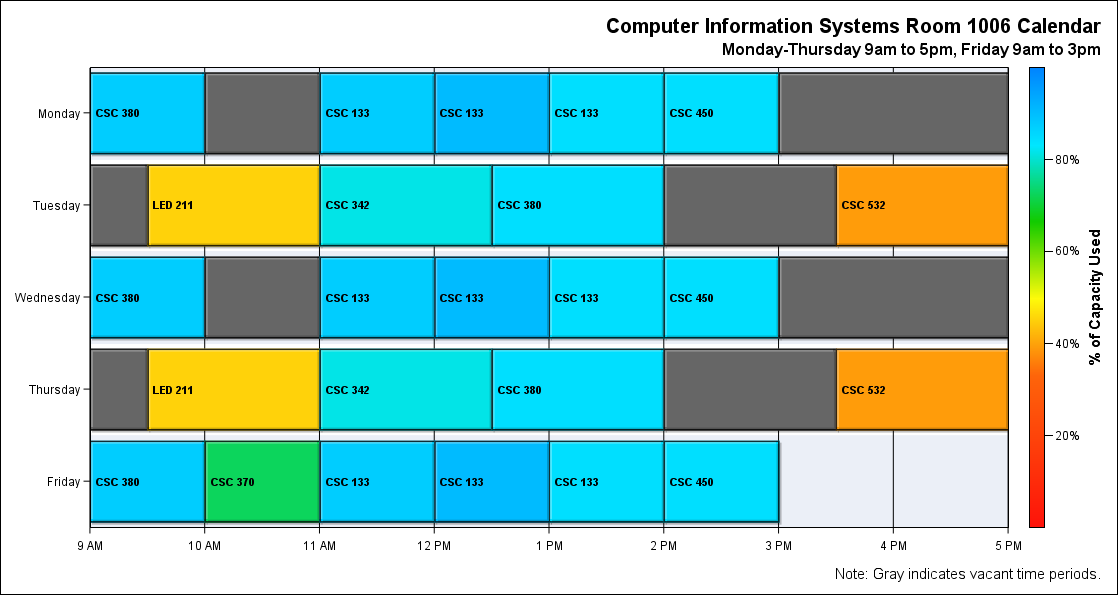 Computer Information Systems Room 1006 Calendar
Monday-Thursday 9am to 5pm, Friday 9am to 3pm
Monday
CSC 380
CSC 133
CSC 133
CSC 133
CSC 450
Tuesday
LED 211
CSC 342
CSC 380
CSC 532
Wednesday
CSC 380
CSC 133
CSC 133
CSC 133
CSC 450
Thursday
LED 211
CSC 342
CSC 380
CSC 532
Friday
CSC 380
CSC 370
CSC 133
CSC 133
CSC 133
CSC 450
9 AM
10 AM
11 AM
12 PM
1 PM
2 PM
3 PM
4 PM
5 PM
80%
60%
40%
20%
% of Capacity Used
Note: Gray indicates vacant time periods.